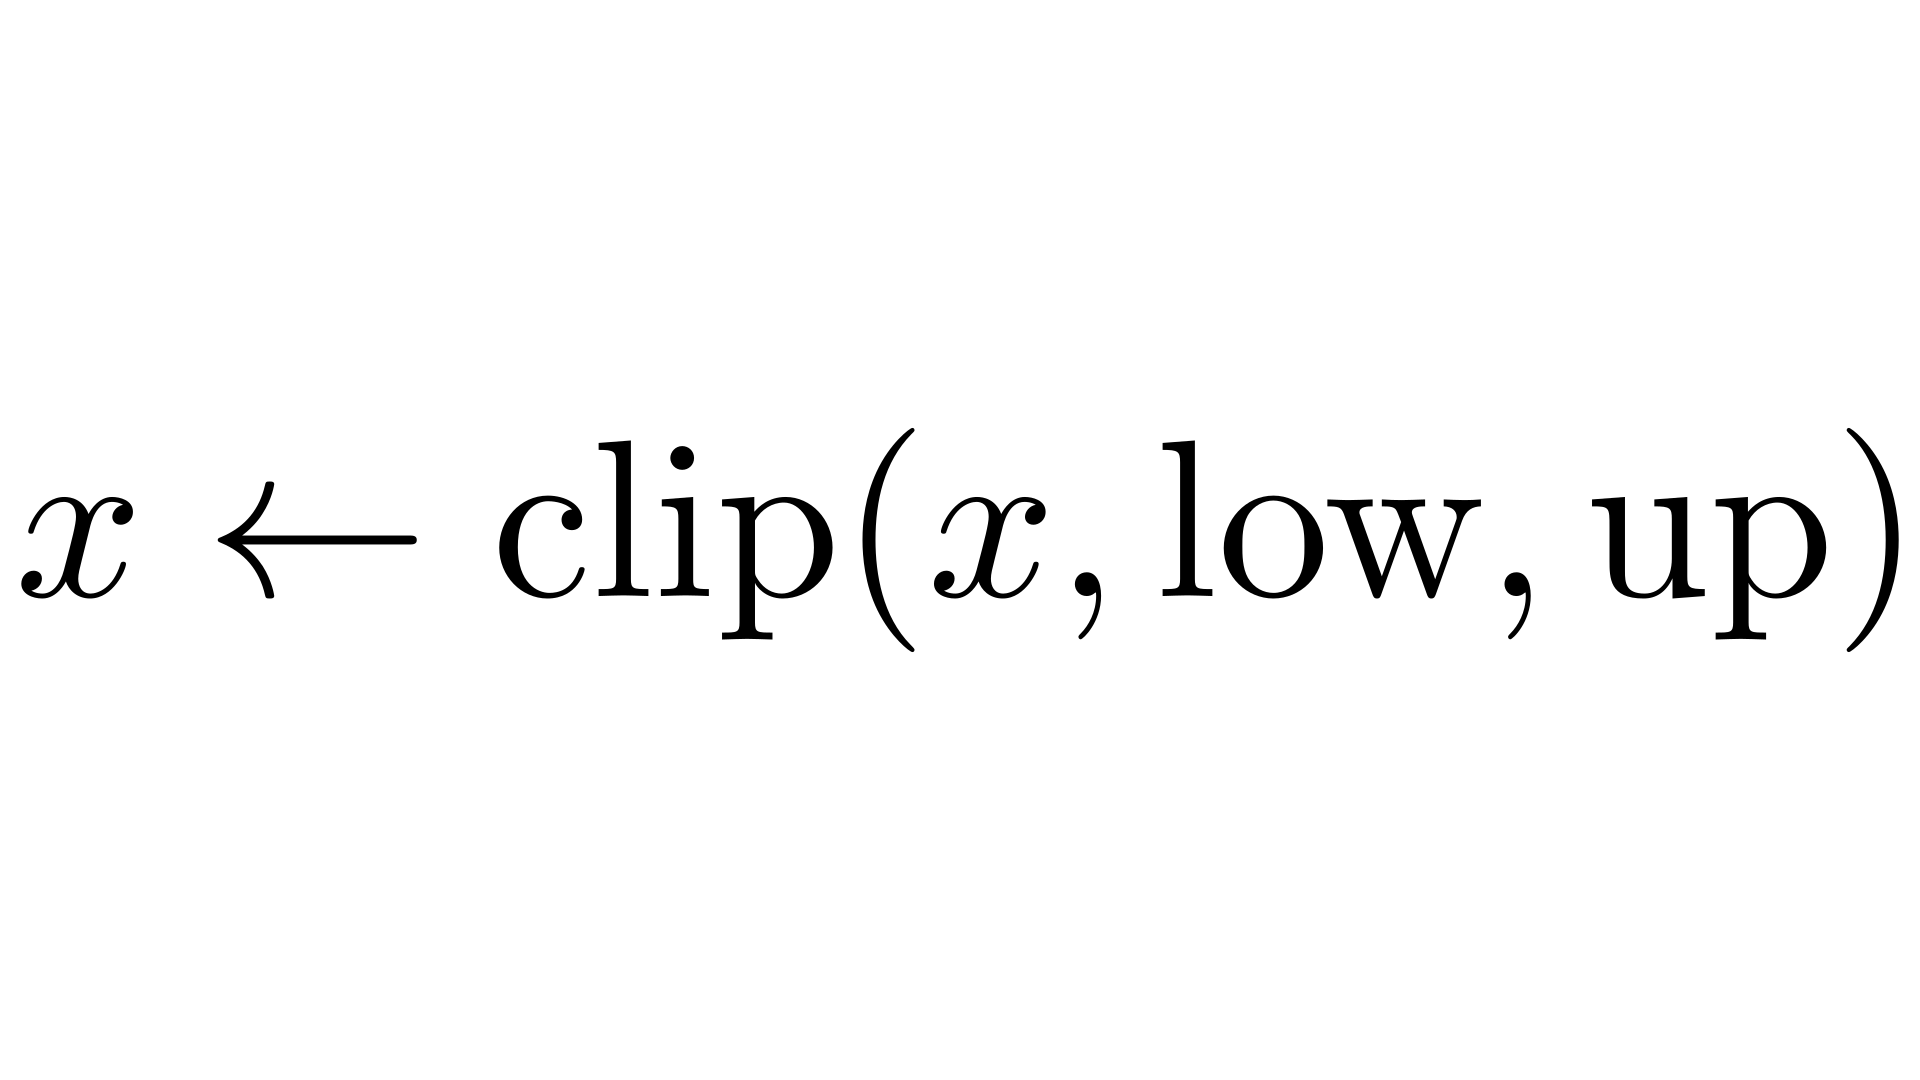 x ← clip(x, low, up)